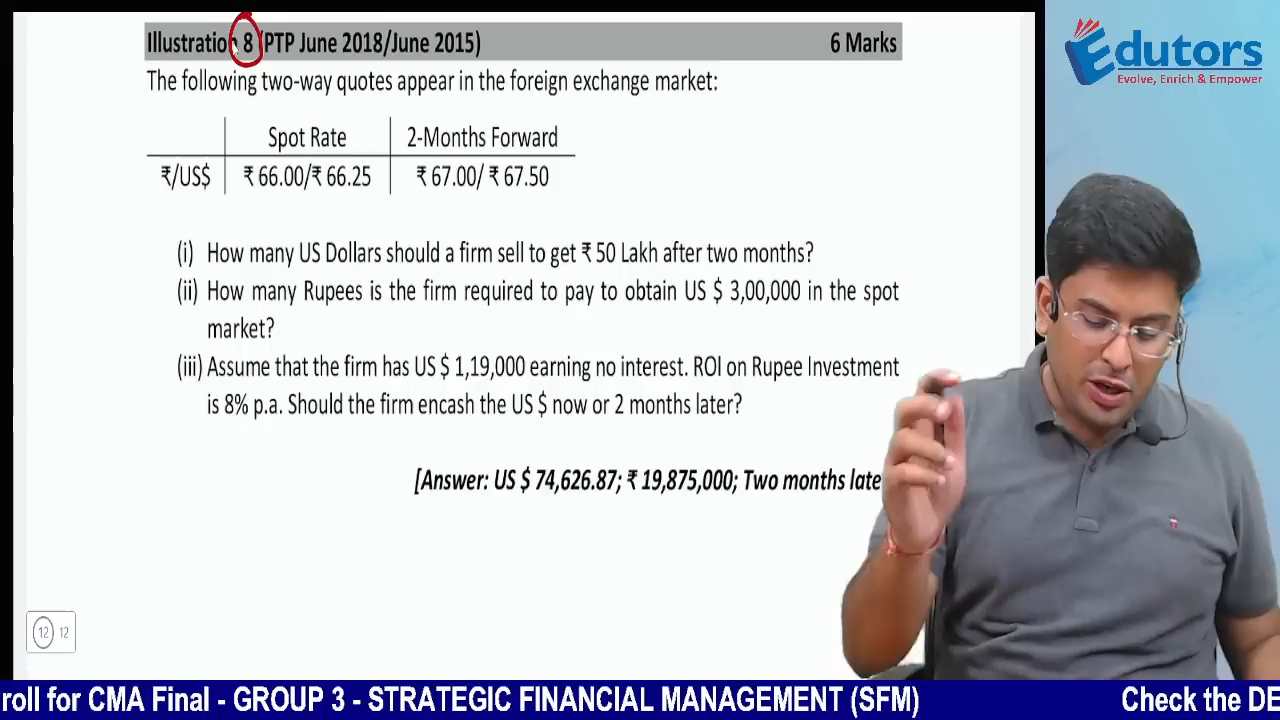 Illustration 8 (PTP June 2018/June 2015) 6 Marks
The following two-way quotes appear in the foreign exchange market:
Spot Rate 2-Months Forward
₹/US$ ₹ 66.00/₹ 66.25 ₹ 67.00/ ₹ 67.50
(i) How many US Dollars should a firm sell to get ₹ 50 Lakh after two months?
(ii) How many Rupees is the firm required to pay to obtain US $ 3,00,000 in the spot
market?
(iii) Assume that the firm has US $ 1,19,000 earning no interest. ROI on Rupee Investment
is 8% p.a. Should the firm encash the US $ now or 2 months later?
[Answer: US $ 74,626.87; ₹ 19,875,000; Two months late
12 12
Edutors
Evolve, Enrich & Empower
roll for CMA Final - GROUP 3 - STRATEGIC FINANCIAL MANAGEMENT (SFM) Check the DE